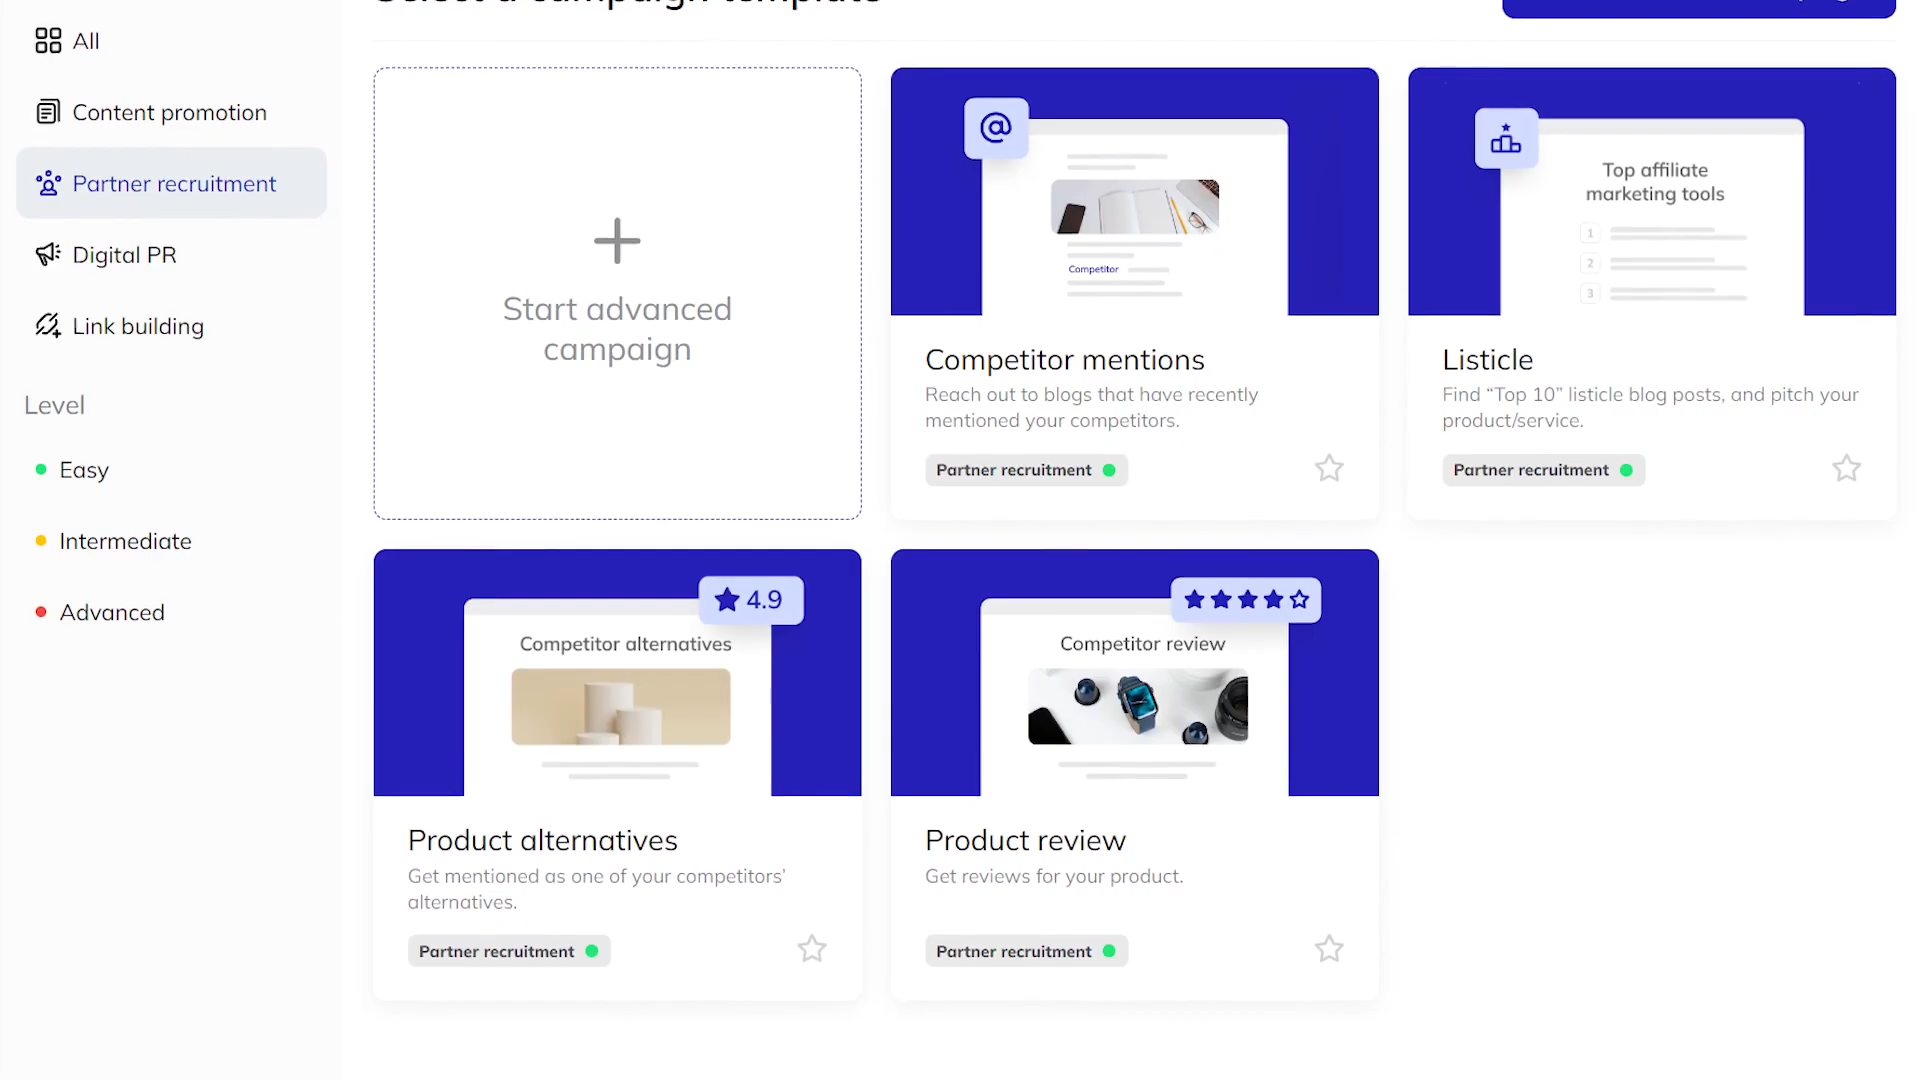 Select a campaign template
All
Content promotion
Partner recruitment
Digital PR
Link building
Level
Easy
Intermediate
Advanced
Start advanced
campaign
Competitor
Competitor mentions
Reach out to blogs that have recently
mentioned your competitors.
Partner recruitment
Top affiliate
marketing tools
1
2
3
Listicle
Find “Top 10” listicle blog posts, and pitch your
product/service.
Partner recruitment
4.9
Competitor alternatives
Product alternatives
Get mentioned as one of your competitors’
alternatives.
Partner recruitment
Competitor review
Product review
Get reviews for your product.
Partner recruitment